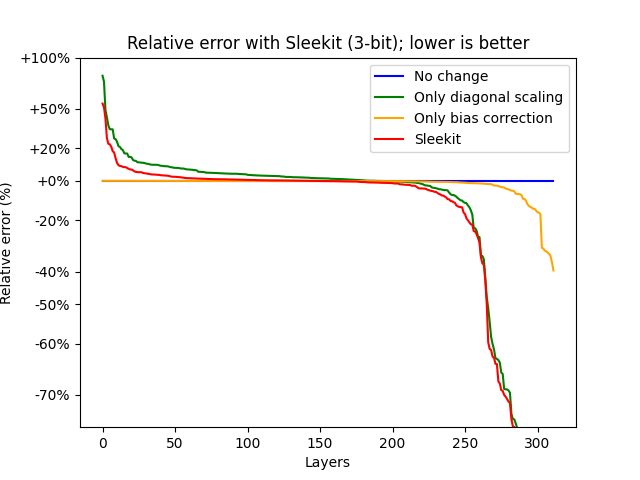 Relative error with Sleekit (3-bit); lower is better
+100%
+50%
+20%
+0%
-20%
-40%
-50%
-60%
-70%
Relative error (%)
No change
Only diagonal scaling
Only bias correction
Sleekit
0 50 100 150 200 250 300
Layers